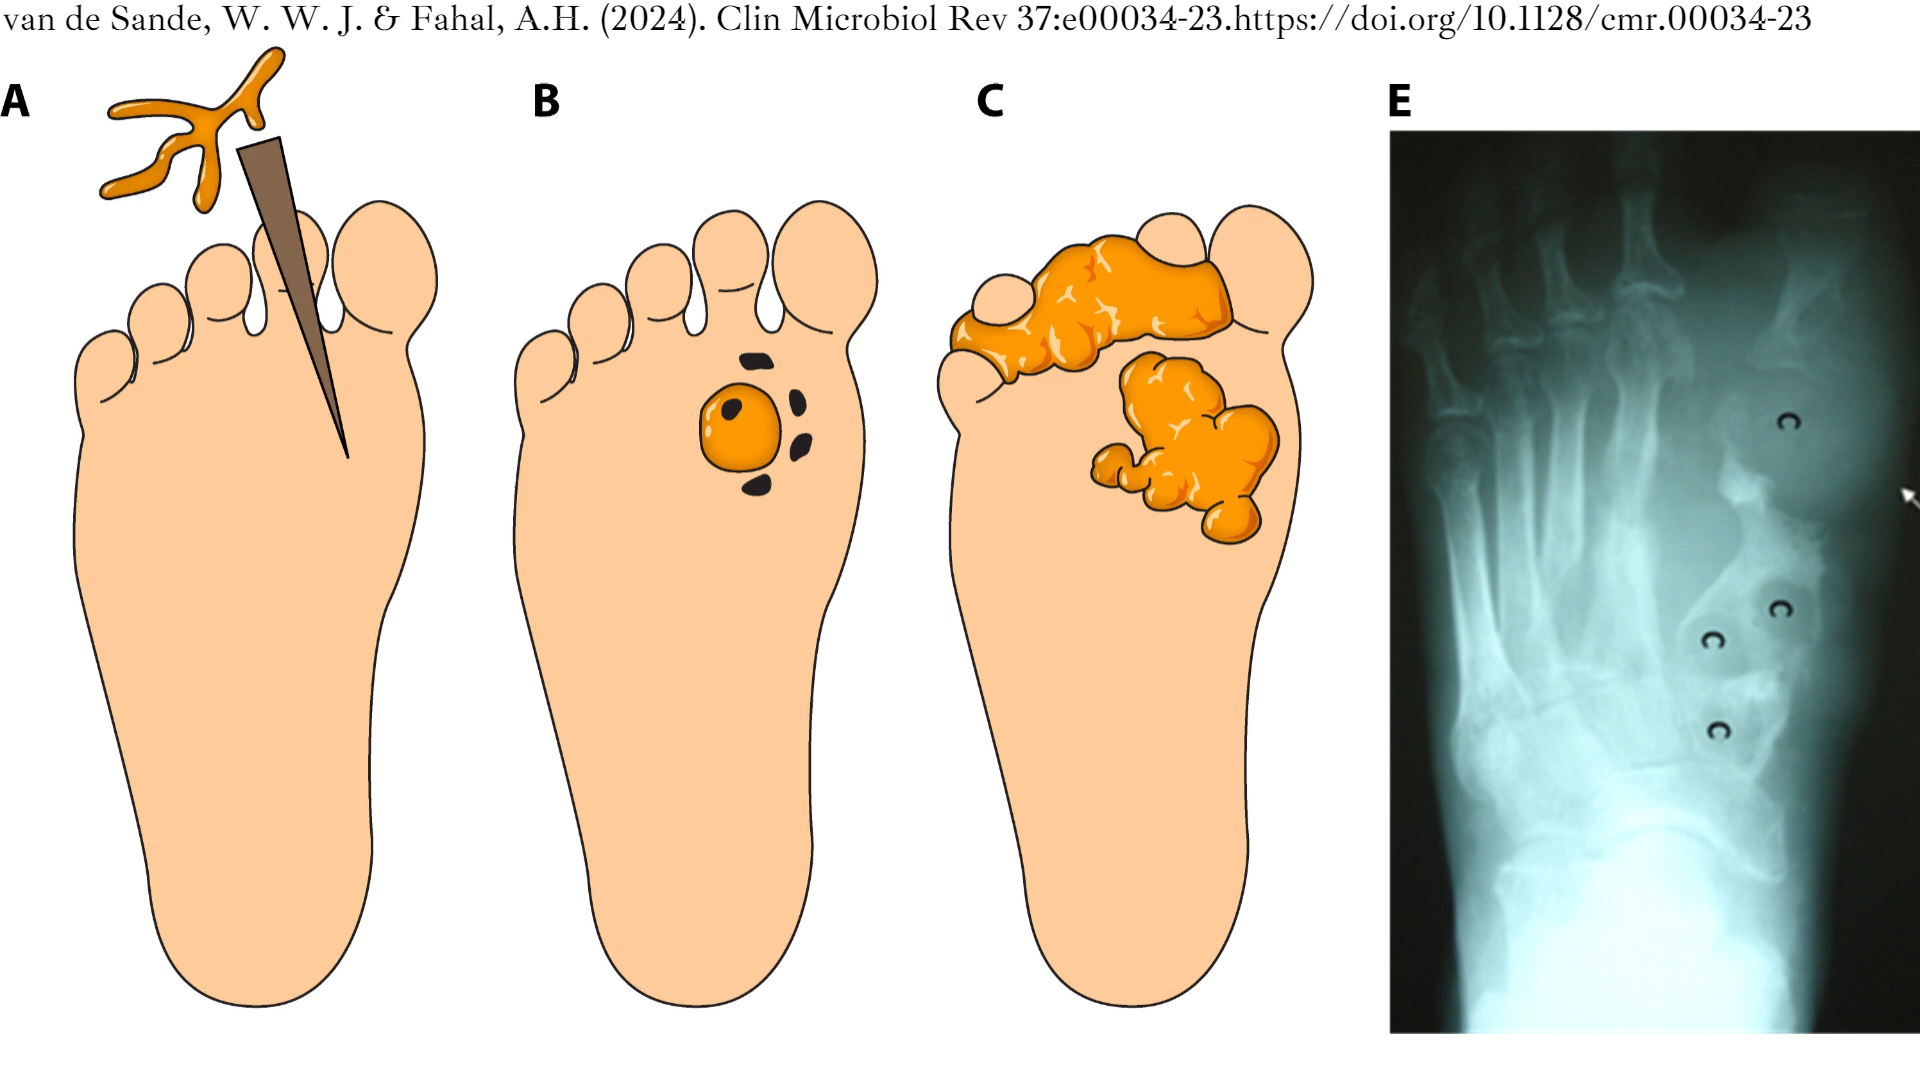 van de Sande, W. W. J. & Fahal, A.H. (2024). Clin Microbiol Rev 37:e00034-23.https://doi.org/10.1128/cmr.00034-23
A B C E
C
C
C
C